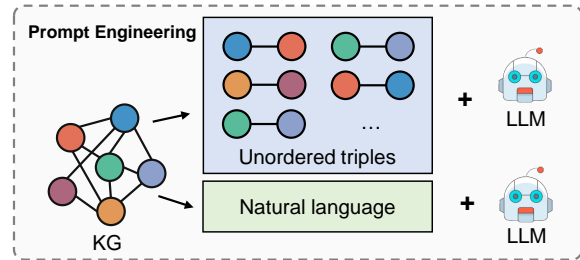 Prompt Engineering
...
+
LLM
Unordered triples
Natural language
+
KG
LLM